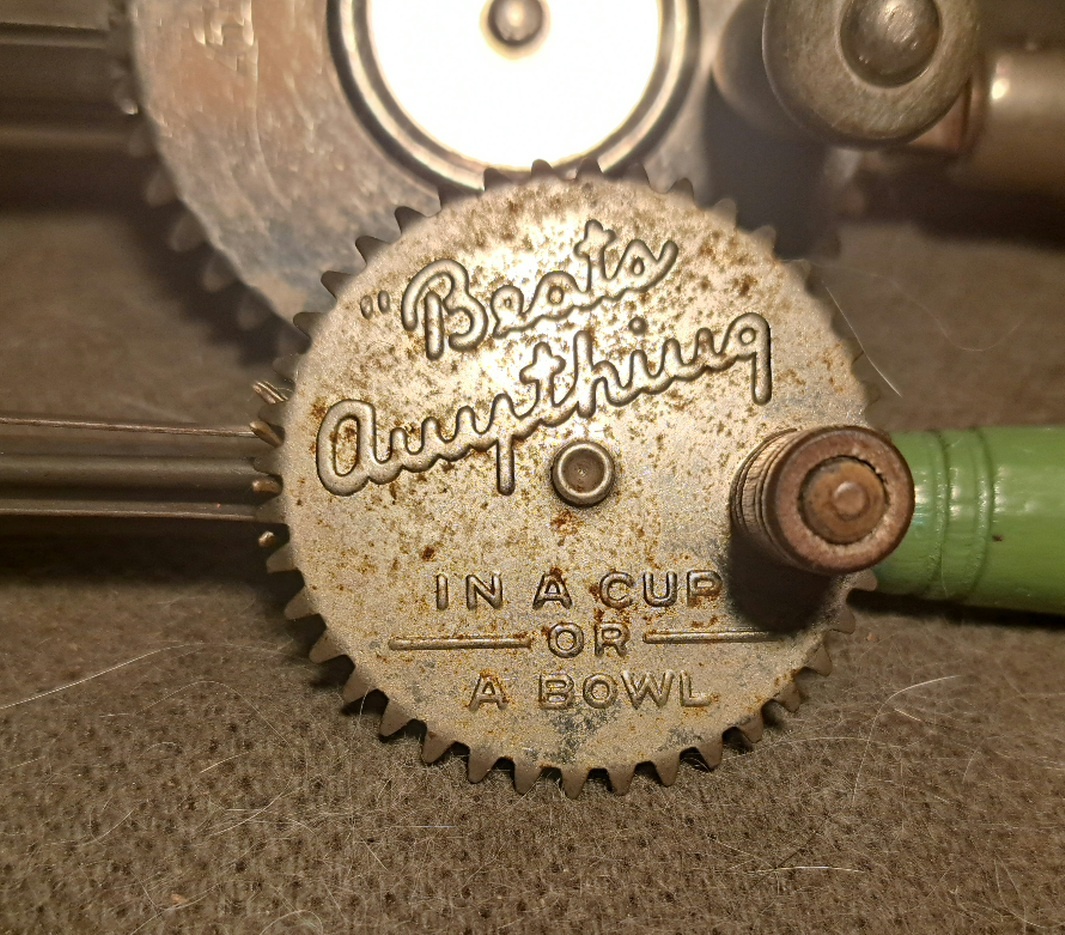 "Beats
Anything
IN A CUP
OR
A BOWL